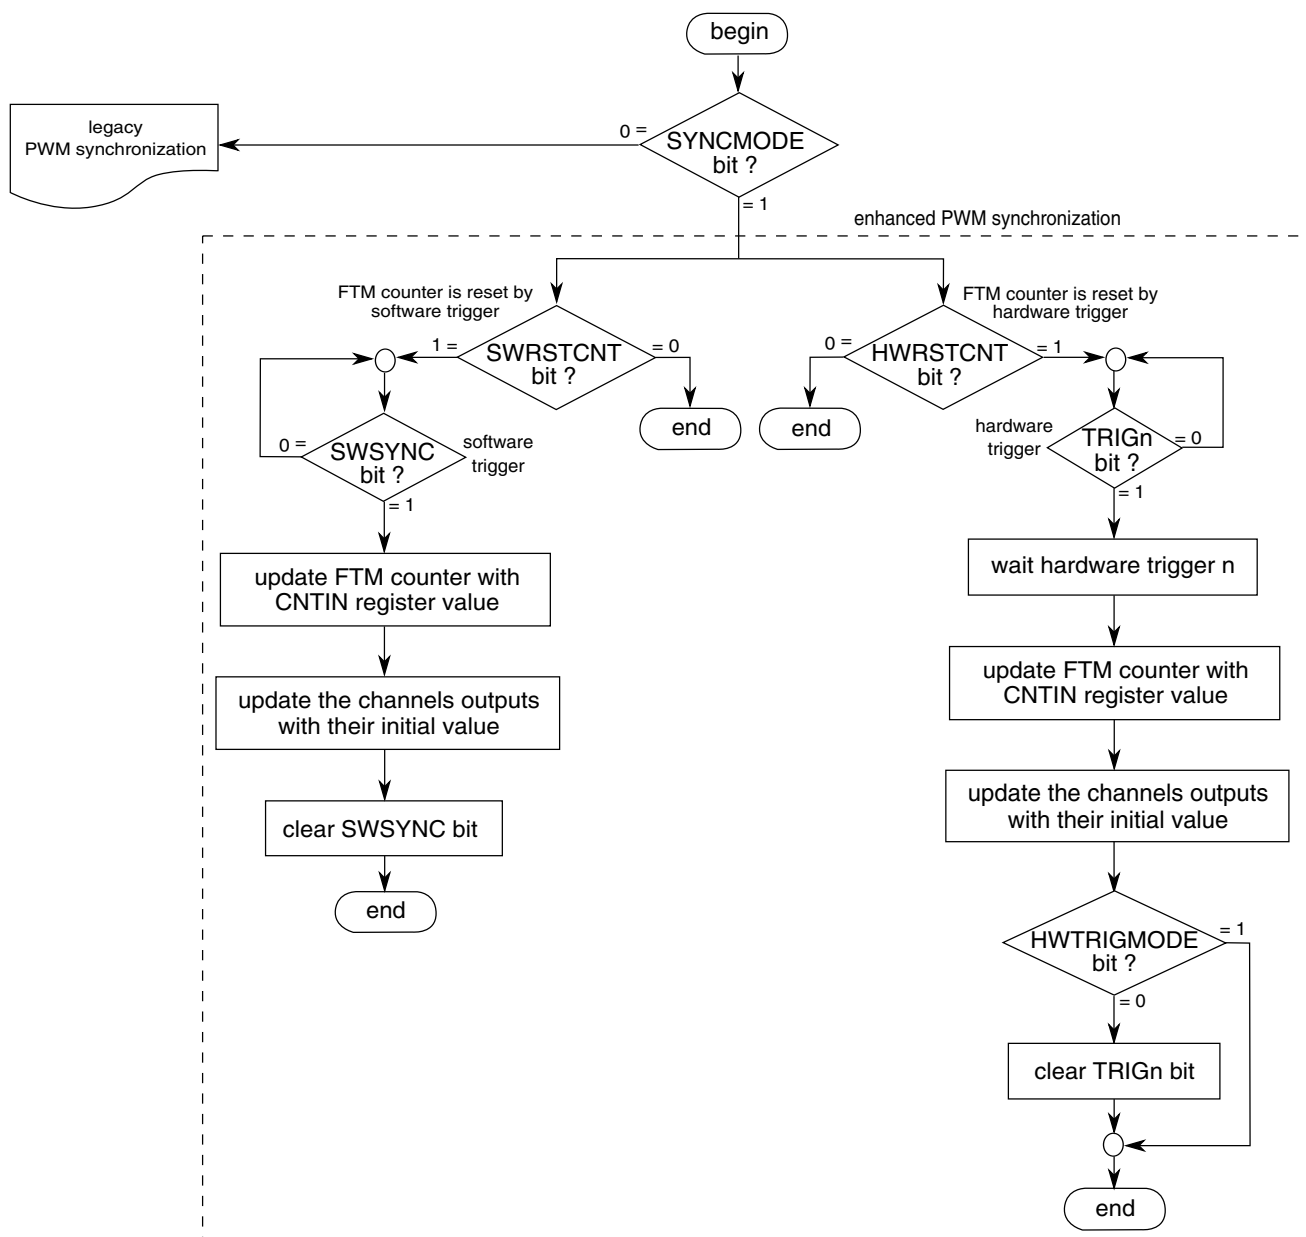 begin
legacy
PWM synchronization
0 =
SYNCMODE
bit ?
= 1
enhanced PWM synchronization
FTM counter is reset by
software trigger
FTM counter is reset by
hardware trigger
1 =
SWRSTCNT
bit ?
= 0
0 =
HWRSTCNT
bit ?
= 1
end
end
0 =
SWSYNC
bit ?
software
trigger
= 1
hardware
trigger
TRIGn
bit ?
= 0
= 1
update FTM counter with
CNTIN register value
wait hardware trigger n
update the channels outputs
with their initial value
update FTM counter with
CNTIN register value
clear SWSYNC bit
update the channels outputs
with their initial value
end
HWTRIGMODE
bit ?
= 1
= 0
clear TRIGn bit
end